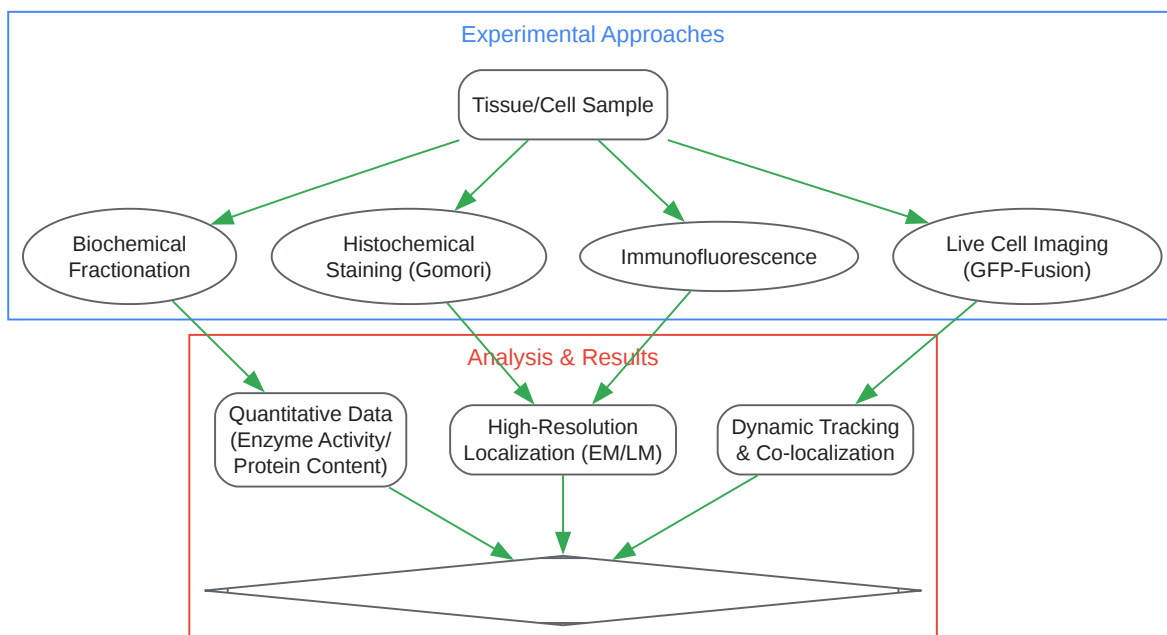 Experimental Approaches
Tissue/Cell Sample
Biochemical
Fractionation
Histochemical
Staining (Gomori)
Immunofluorescence
Live Cell Imaging
(GFP-Fusion)
Analysis & Results
Quantitative Data
(Enzyme Activity/
Protein Content)
High-Resolution
Localization (EM/LM)
Dynamic Tracking
& Co-localization